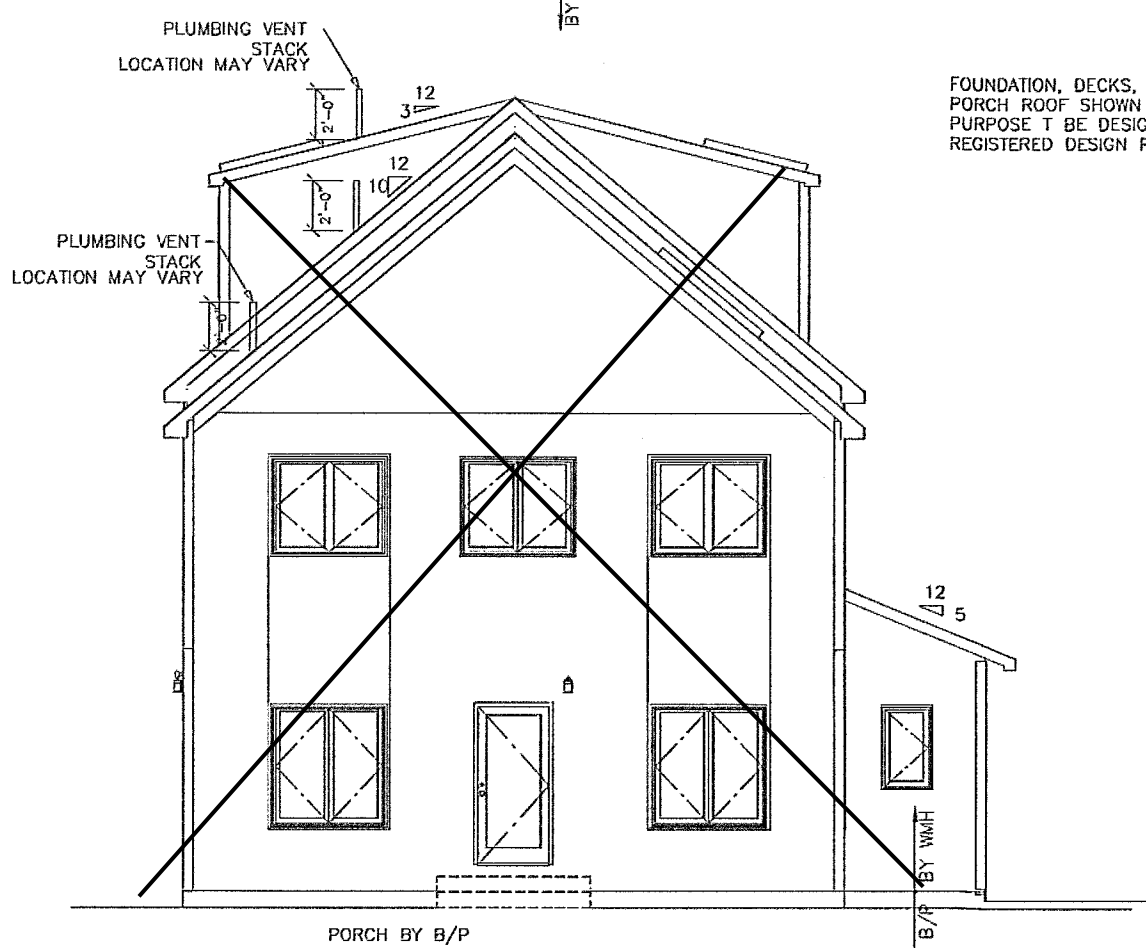 BY
PLUMBING VENT
STACK
LOCATION MAY VARY
2'-0"
12
3
FOUNDATION, DECKS,
PORCH ROOF SHOWN
PURPOSE T BE DESIG
REGISTERED DESIGN
12
10
2'-0"
PLUMBING VENT
STACK
LOCATION MAY VARY
12
5
BY WMH
B/P
PORCH BY B/P